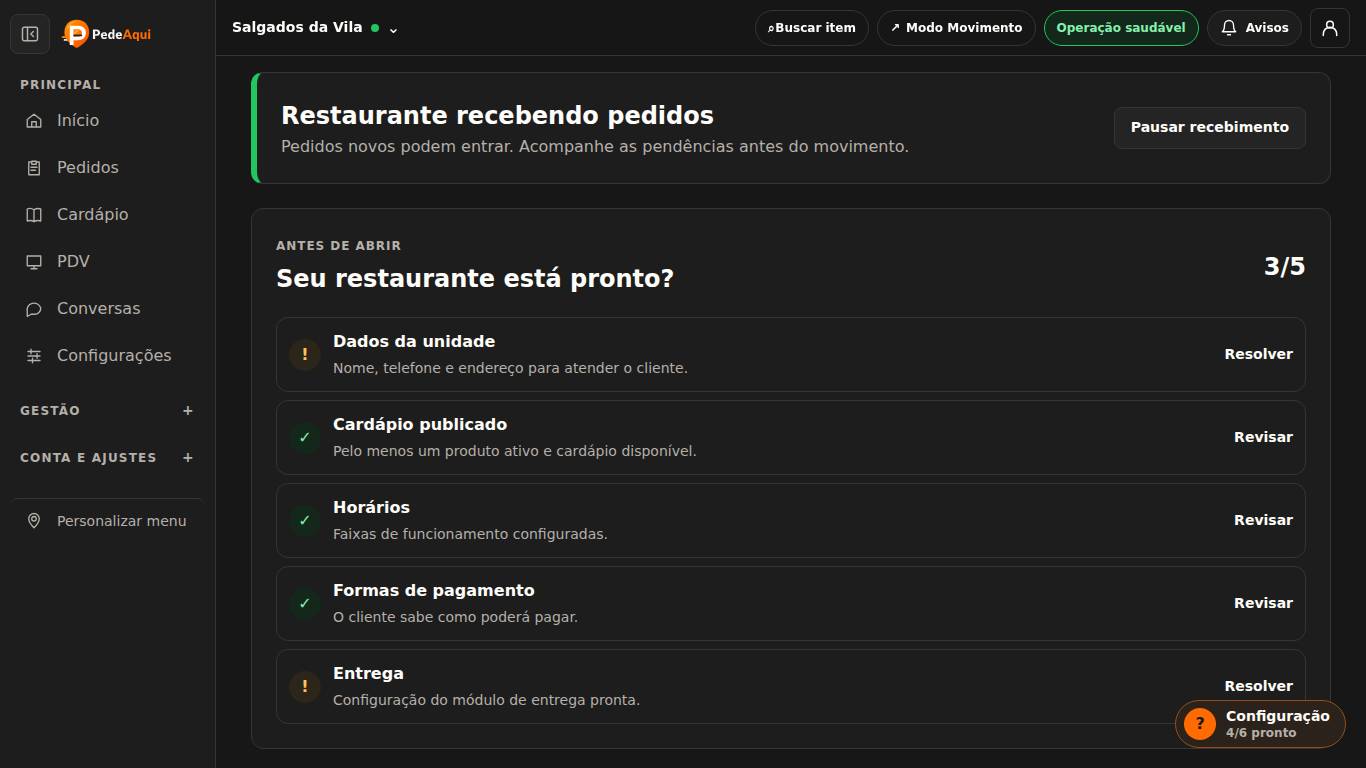 PedeAqui
PRINCIPAL
Início
Pedidos
Cardápio
PDV
Conversas
Configurações
GESTÃO +
CONTA E AJUSTES +
Personalizar menu
Salgados da Vila
Buscar item
↗ Modo Movimento
Operação saudável
Avisos
Restaurante recebendo pedidos
Pedidos novos podem entrar. Acompanhe as pendências antes do movimento.
Pausar recebimento
ANTES DE ABRIR
Seu restaurante está pronto?
3/5
! Dados da unidade
Nome, telefone e endereço para atender o cliente.
Resolver
✓ Cardápio publicado
Pelo menos um produto ativo e cardápio disponível.
Revisar
✓ Horários
Faixas de funcionamento configuradas.
Revisar
✓ Formas de pagamento
O cliente sabe como poderá pagar.
Revisar
! Entrega
Configuração do módulo de entrega pronta.
Resolver
? Configuração
4/6 pronto